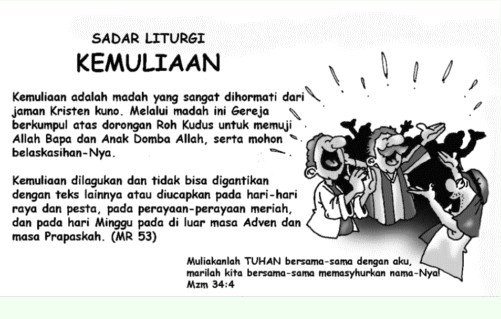 SADAR LITURGI
KEMULIAAN
Kemuliaan adalah madah yang sangat dihormati dari
jaman Kristen kuno. Melalui madah ini Gereja
berkumpul atas dorongan Roh Kudus untuk memuji
Allah Bapa dan Anak Domba Allah, serta mohon
belaskasihan-Nya.
Kemuliaan dilagukan dan tidak bisa digantikan
dengan teks lainnya atau diucapkan pada hari-hari
raya dan pesta, pada perayaan-perayaan meriah,
dan pada hari Minggu pada di luar masa Adven dan
masa Prapaskah. (MR 53)
Muliakanlah TUHAN bersama-sama dengan aku,
marilah kita bersama-sama memasyhurkan nama-Nya!
Mzm 34:4